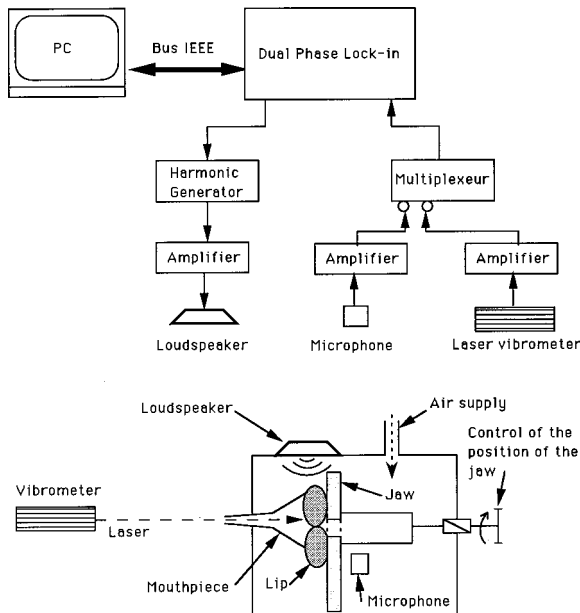 PC
Bus IEEE
Dual Phase Lock-in
Harmonic
Generator
Multiplexeur
Amplifier
Amplifier
Amplifier
Loudspeaker
Microphone
Laser vibrometer
Loudspeaker
Air supply
Control of the
position of the
jaw
Vibrometer
Jaw
Laser
Mouthpiece
Lip
Microphone